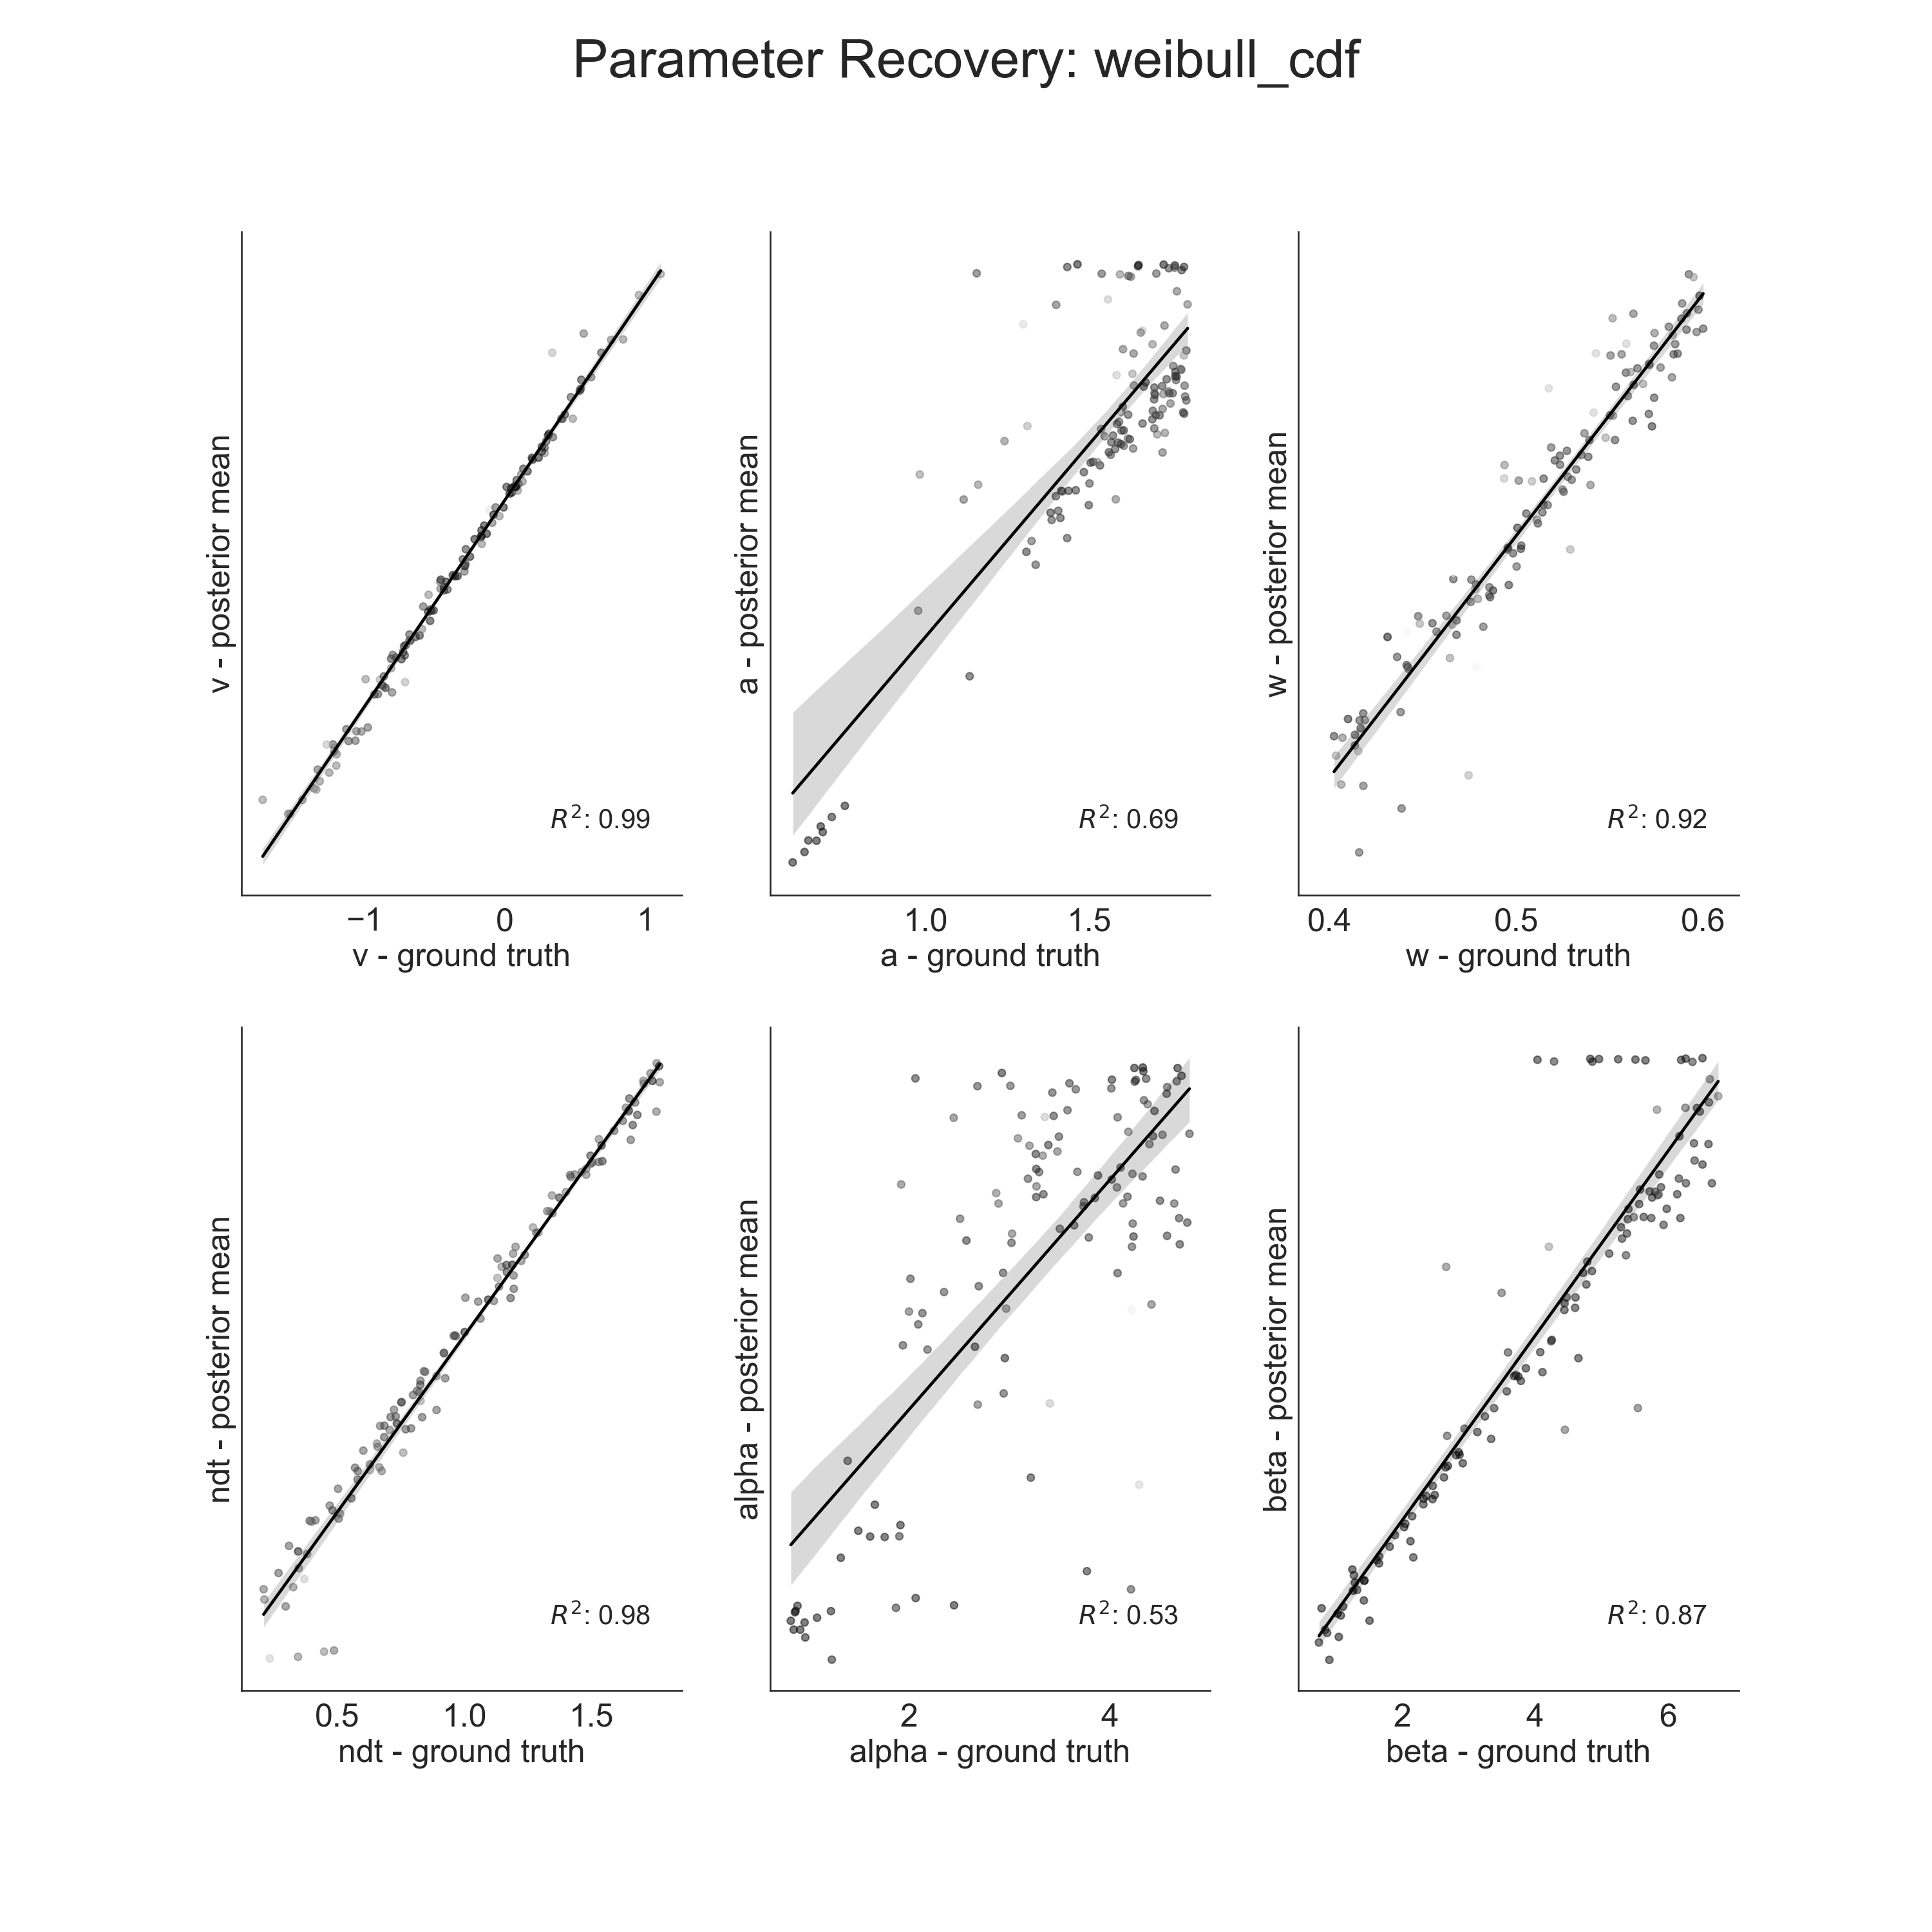 Parameter Recovery: weibull_cdf
v - posterior mean
R²: 0.99
−1 0 1
v - ground truth
a - posterior mean
R²: 0.69
1.0 1.5
a - ground truth
w - posterior mean
R²: 0.92
0.4 0.5 0.6
w - ground truth
ndt - posterior mean
R²: 0.98
0.5 1.0 1.5
ndt - ground truth
alpha - posterior mean
R²: 0.53
2 4
alpha - ground truth
beta - posterior mean
R²: 0.87
2 4 6
beta - ground truth